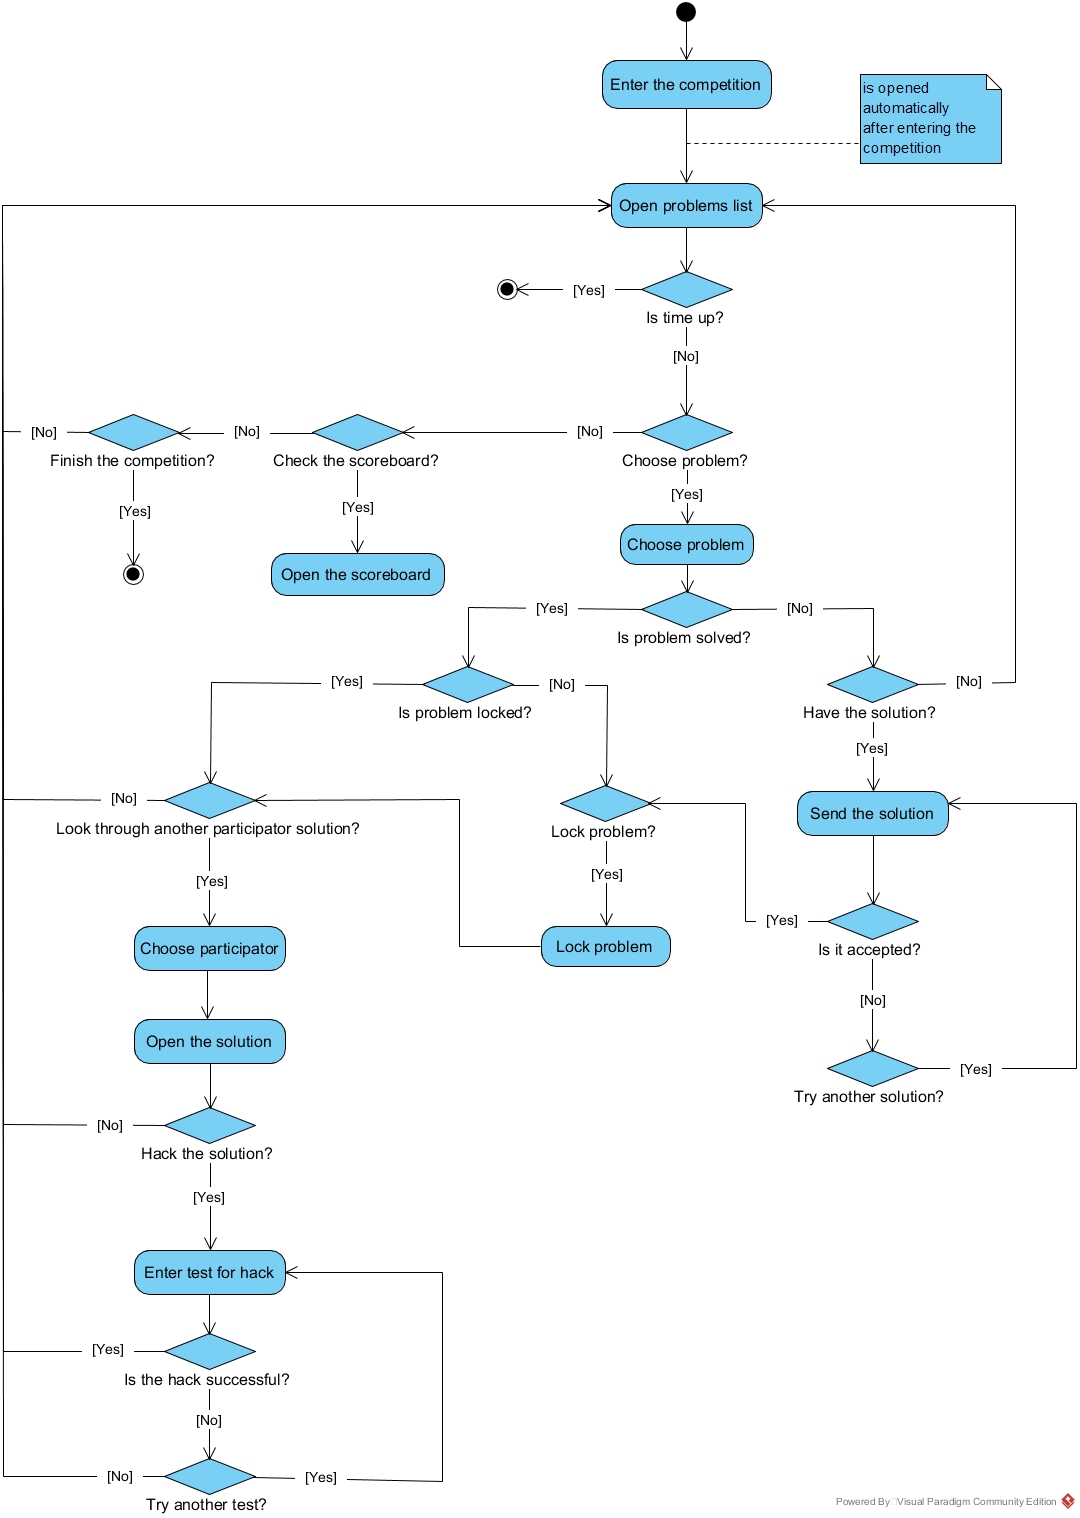 Enter the competition
is opened
automatically
after entering the
competition
Open problems list
[Yes]
Is time up?
[No]
[No]
[No]
[No]
Finish the competition?
Check the scoreboard?
Choose problem?
[Yes]
[Yes]
[Yes]
Choose problem
Open the scoreboard
[Yes]
[No]
Is problem solved?
[Yes]
[No]
[No]
Is problem locked?
Have the solution?
[Yes]
[No]
Look through another participator solution?
Lock problem?
Send the solution
[Yes]
[Yes]
[Yes]
Choose participator
Lock problem
Is it accepted?
[No]
Open the solution
[Yes]
Try another solution?
[No]
Hack the solution?
[Yes]
Enter test for hack
[Yes]
Is the hack successful?
[No]
[No]
[Yes]
Try another test?
Powered By Visual Paradigm Community Edition